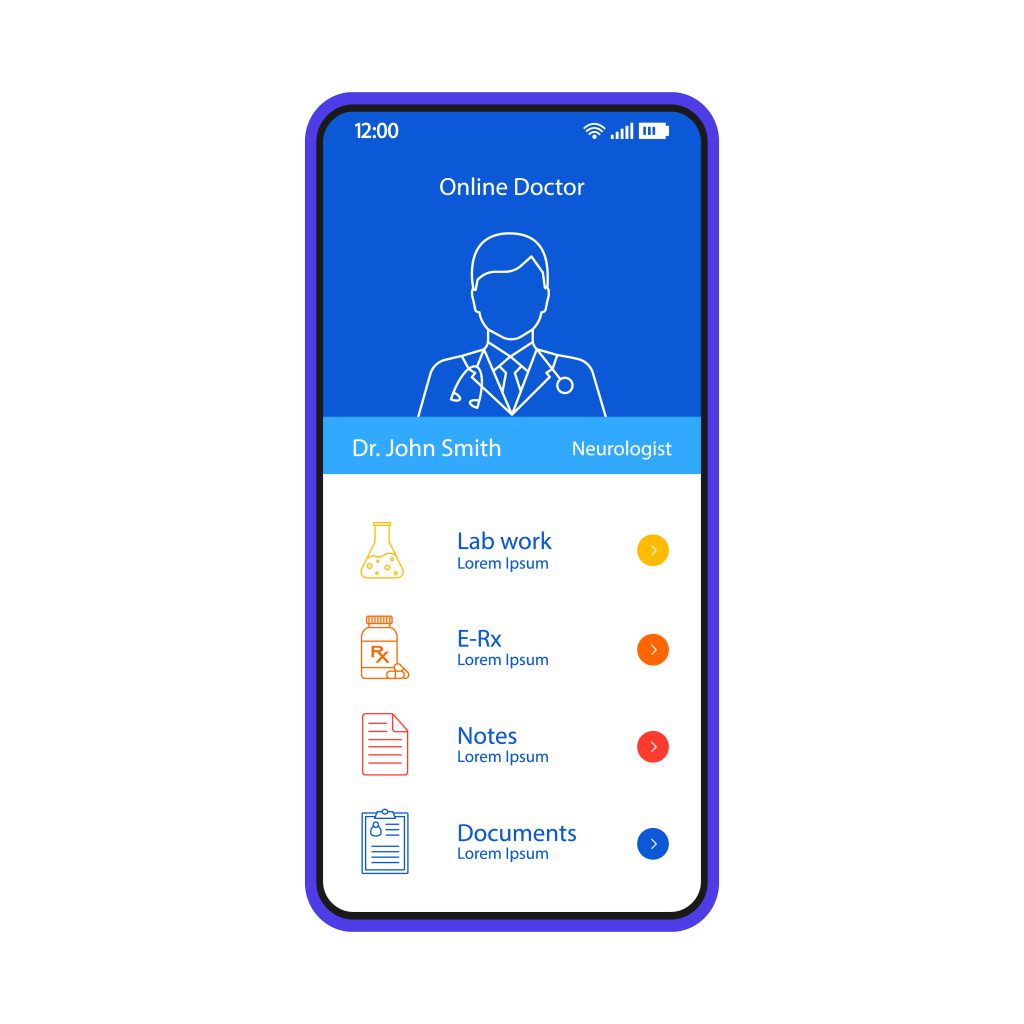 12:00
Online Doctor
Dr. John Smith Neurologist
Lab work
Lorem Ipsum
Rx
E-Rx
Lorem Ipsum
Notes
Lorem Ipsum
Documents
Lorem Ipsum